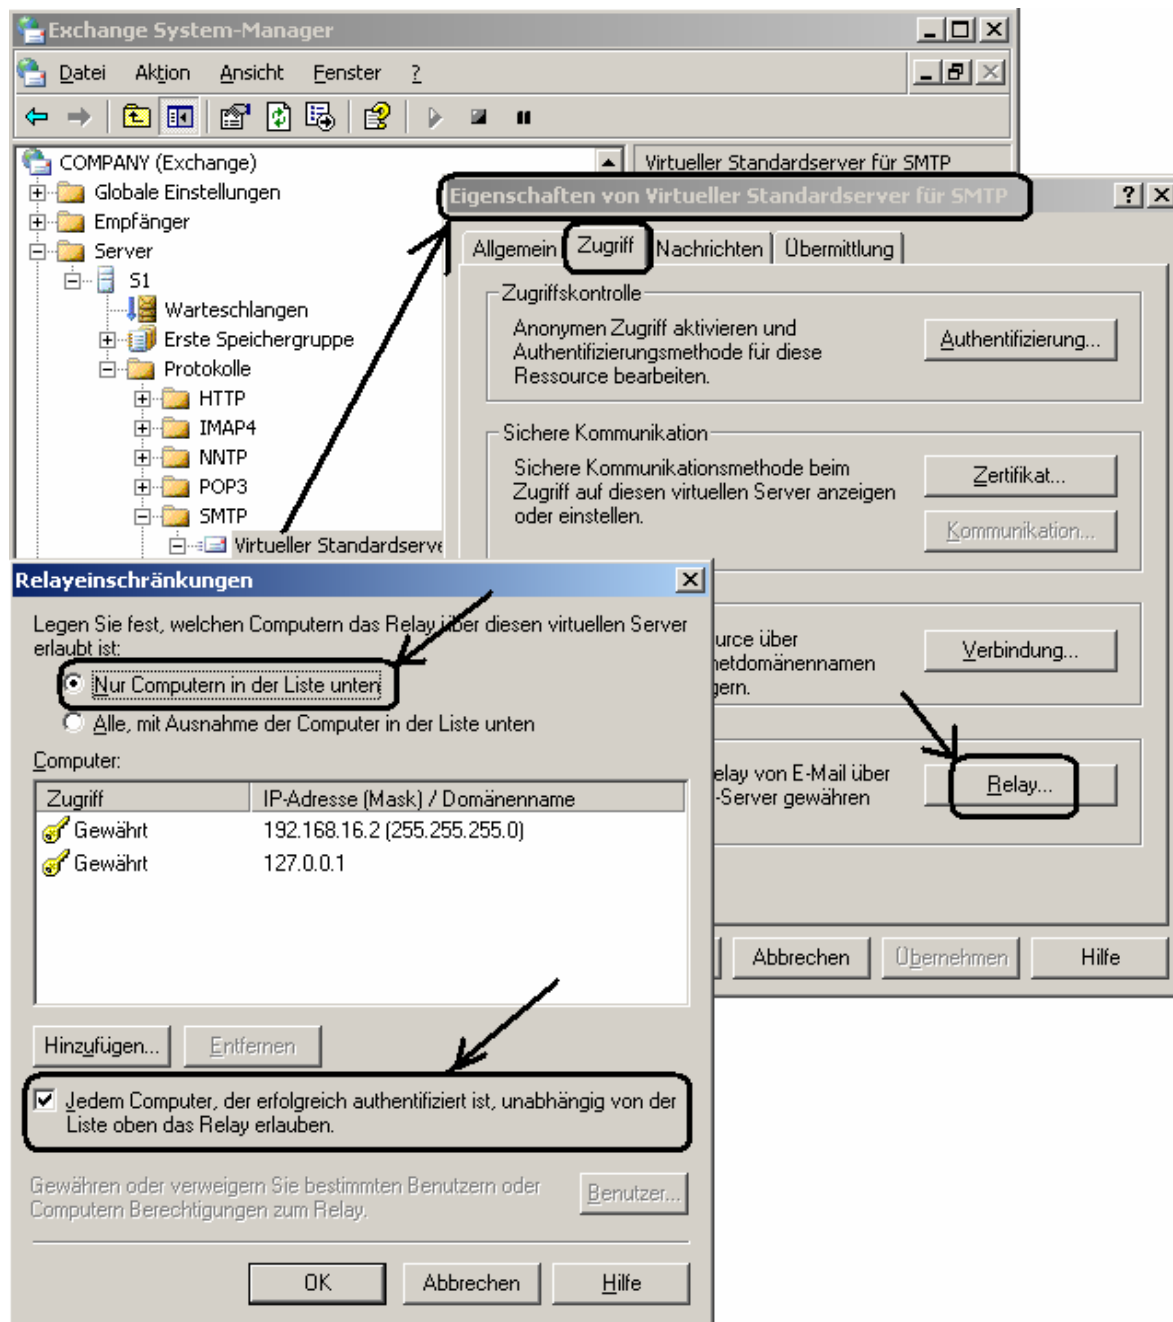 Exchange System-Manager
Datei Aktion Ansicht Fenster ?
COMPANY (Exchange)
Globale Einstellungen
Empfänger
Server
S1
Warteschlangen
Erste Speichergruppe
Protokolle
HTTP
IMAP4
NNTP
POP3
SMTP
Virtueller Standardserve
Virtueller Standardserver für SMTP
Eigenschaften von Virtueller Standardserver für SMTP
Allgemein Zugriff Nachrichten Übermittlung
Zugriffskontrolle
Anonymen Zugriff aktivieren und
Authentifizierungsmethode für diese
Ressource bearbeiten.
Authentifizierung...
Sichere Kommunikation
Sichere Kommunikationsmethode beim
Zugriff auf diesen virtuellen Server anzeigen
oder einstellen.
Zertifikat...
Kommunikation...
urce über
netdomänennamen
gern.
Verbindung...
elay von E-Mail über
-Server gewähren
Relay...
Abbrechen Übernehmen Hilfe
Relayeinschränkungen
Legen Sie fest, welchen Computern das Relay über diesen virtuellen Server
erlaubt ist:
Nur Computern in der Liste unten
Alle, mit Ausnahme der Computer in der Liste unten
Computer:
Zugriff IP-Adresse (Mask) / Domänenname
Gewährt 192.168.16.2 (255.255.255.0)
Gewährt 127.0.0.1
Hinzufügen... Entfernen
Jedem Computer, der erfolgreich authentifiziert ist, unabhängig von der
Liste oben das Relay erlauben.
Gewähren oder verweigern Sie bestimmten Benutzern oder
Computern Berechtigungen zum Relay.
Benutzer...
OK Abbrechen Hilfe